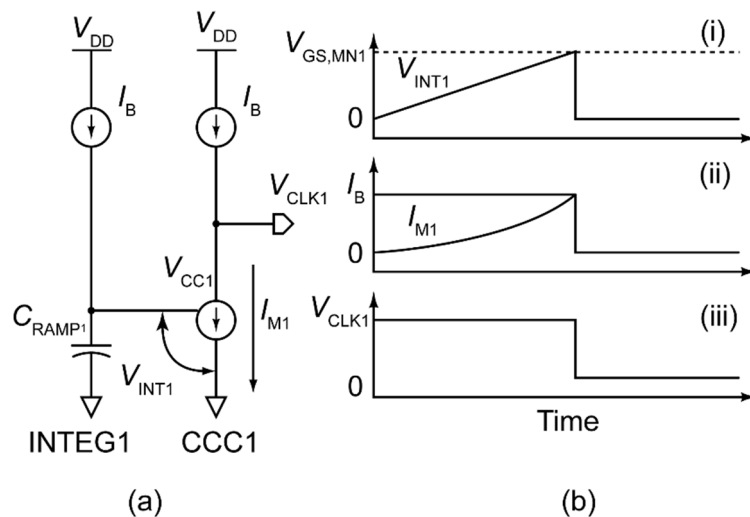 V_DD V_DD
I_B I_B
V_CLK1
V_CC1
C_RAMP1
I_M1
V_INT1
INTEG1 CCC1
(a)
(i)
V_GS,MN1
V_INT1
0
(ii)
I_B
I_M1
0
(iii)
V_CLK1
0
Time
(b)